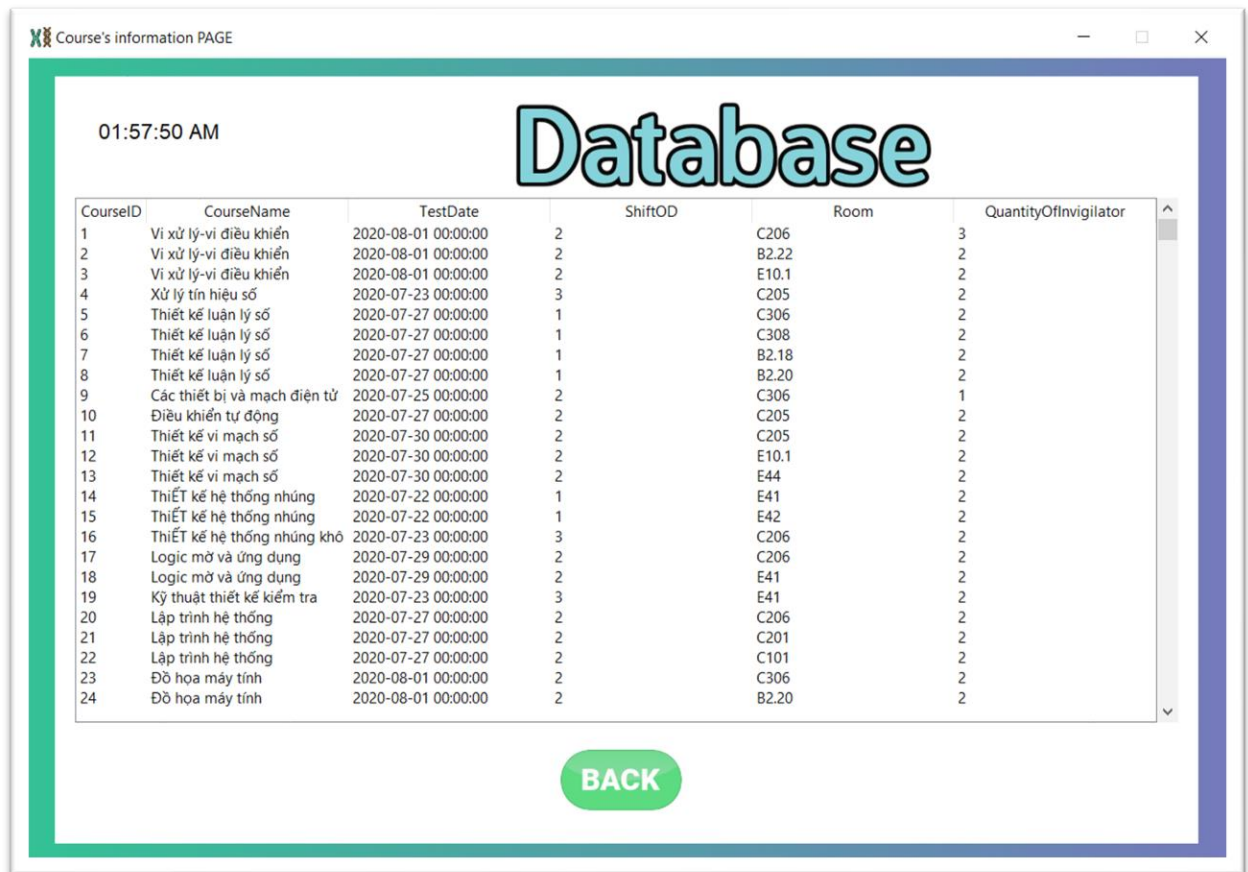 Course's information PAGE
01:57:50 AM
Database
CourseID CourseName TestDate ShiftOD Room QuantityOfInvigilator
1 Vi xử lý-vi điều khiển 2020-08-01 00:00:00 2 C206 3
2 Vi xử lý-vi điều khiển 2020-08-01 00:00:00 2 B2.22 2
3 Vi xử lý-vi điều khiển 2020-08-01 00:00:00 2 E10.1 2
4 Xử lý tín hiệu số 2020-07-23 00:00:00 3 C205 2
5 Thiết kế luận lý số 2020-07-27 00:00:00 1 C306 2
6 Thiết kế luận lý số 2020-07-27 00:00:00 1 C308 2
7 Thiết kế luận lý số 2020-07-27 00:00:00 1 B2.18 2
8 Thiết kế luận lý số 2020-07-27 00:00:00 1 B2.20 2
9 Các thiết bị và mạch điện tử 2020-07-25 00:00:00 2 C306 1
10 Điều khiển tự động 2020-07-27 00:00:00 2 C205 2
11 Thiết kế vi mạch số 2020-07-30 00:00:00 2 C205 2
12 Thiết kế vi mạch số 2020-07-30 00:00:00 2 E10.1 2
13 Thiết kế vi mạch số 2020-07-30 00:00:00 2 E44 2
14 ThiẾT kế hệ thống nhúng 2020-07-22 00:00:00 1 E41 2
15 ThiẾT kế hệ thống nhúng 2020-07-22 00:00:00 1 E42 2
16 ThiẾT kế hệ thống nhúng khô 2020-07-23 00:00:00 3 C206 2
17 Logic mờ và ứng dụng 2020-07-29 00:00:00 2 C206 2
18 Logic mờ và ứng dụng 2020-07-29 00:00:00 2 E41 2
19 Kỹ thuật thiết kế kiểm tra 2020-07-23 00:00:00 3 E41 2
20 Lập trình hệ thống 2020-07-27 00:00:00 2 C206 2
21 Lập trình hệ thống 2020-07-27 00:00:00 2 C201 2
22 Lập trình hệ thống 2020-07-27 00:00:00 2 C101 2
23 Đồ họa máy tính 2020-08-01 00:00:00 2 C306 2
24 Đồ họa máy tính 2020-08-01 00:00:00 2 B2.20 2
BACK